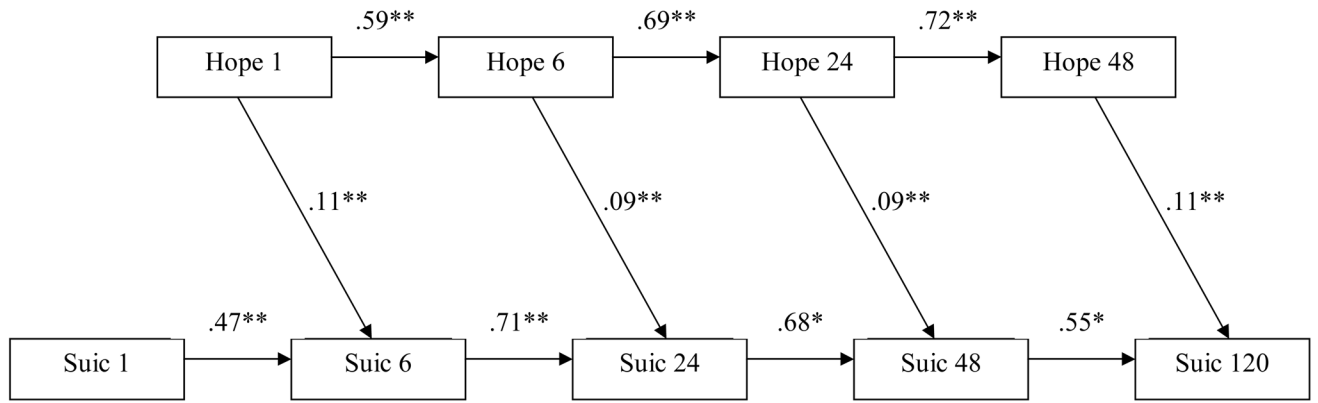 .59**
.69**
.72**
Hope 1
Hope 6
Hope 24
Hope 48
.11**
.09**
.09**
.11**
.47**
.71**
.68*
.55*
Suic 1
Suic 6
Suic 24
Suic 48
Suic 120